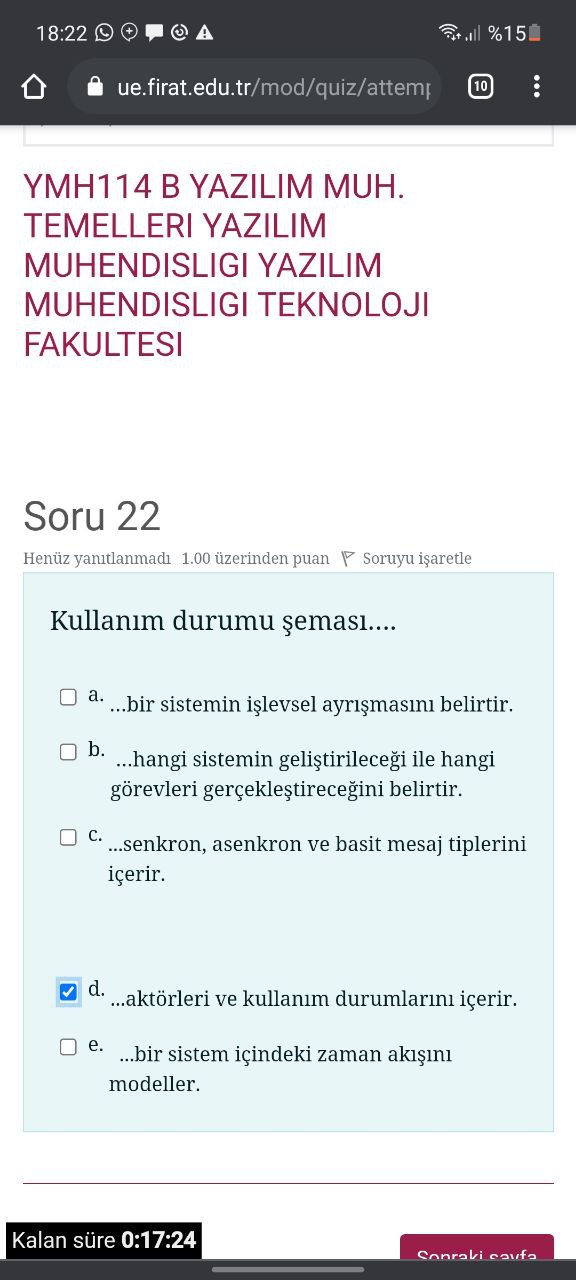 18:22 %15
ue.firat.edu.tr/mod/quiz/attemp 10
YMH114 B YAZILIM MUH.
TEMELLERI YAZILIM
MUHENDISLIGI YAZILIM
MUHENDISLIGI TEKNOLOJI
FAKULTESI
Soru 22
Henüz yanıtlanmadı 1.00 üzerinden puan Soruyu işaretle
Kullanım durumu şeması....
a. ...bir sistemin işlevsel ayrışmasını belirtir.
b. ...hangi sistemin geliştirileceği ile hangi
görevleri gerçekleştireceğini belirtir.
c. ...senkron, asenkron ve basit mesaj tiplerini
içerir.
d. ...aktörleri ve kullanım durumlarını içerir.
e. ...bir sistem içindeki zaman akışını
modeller.
Kalan süre 0:17:24
Sonraki sayfa